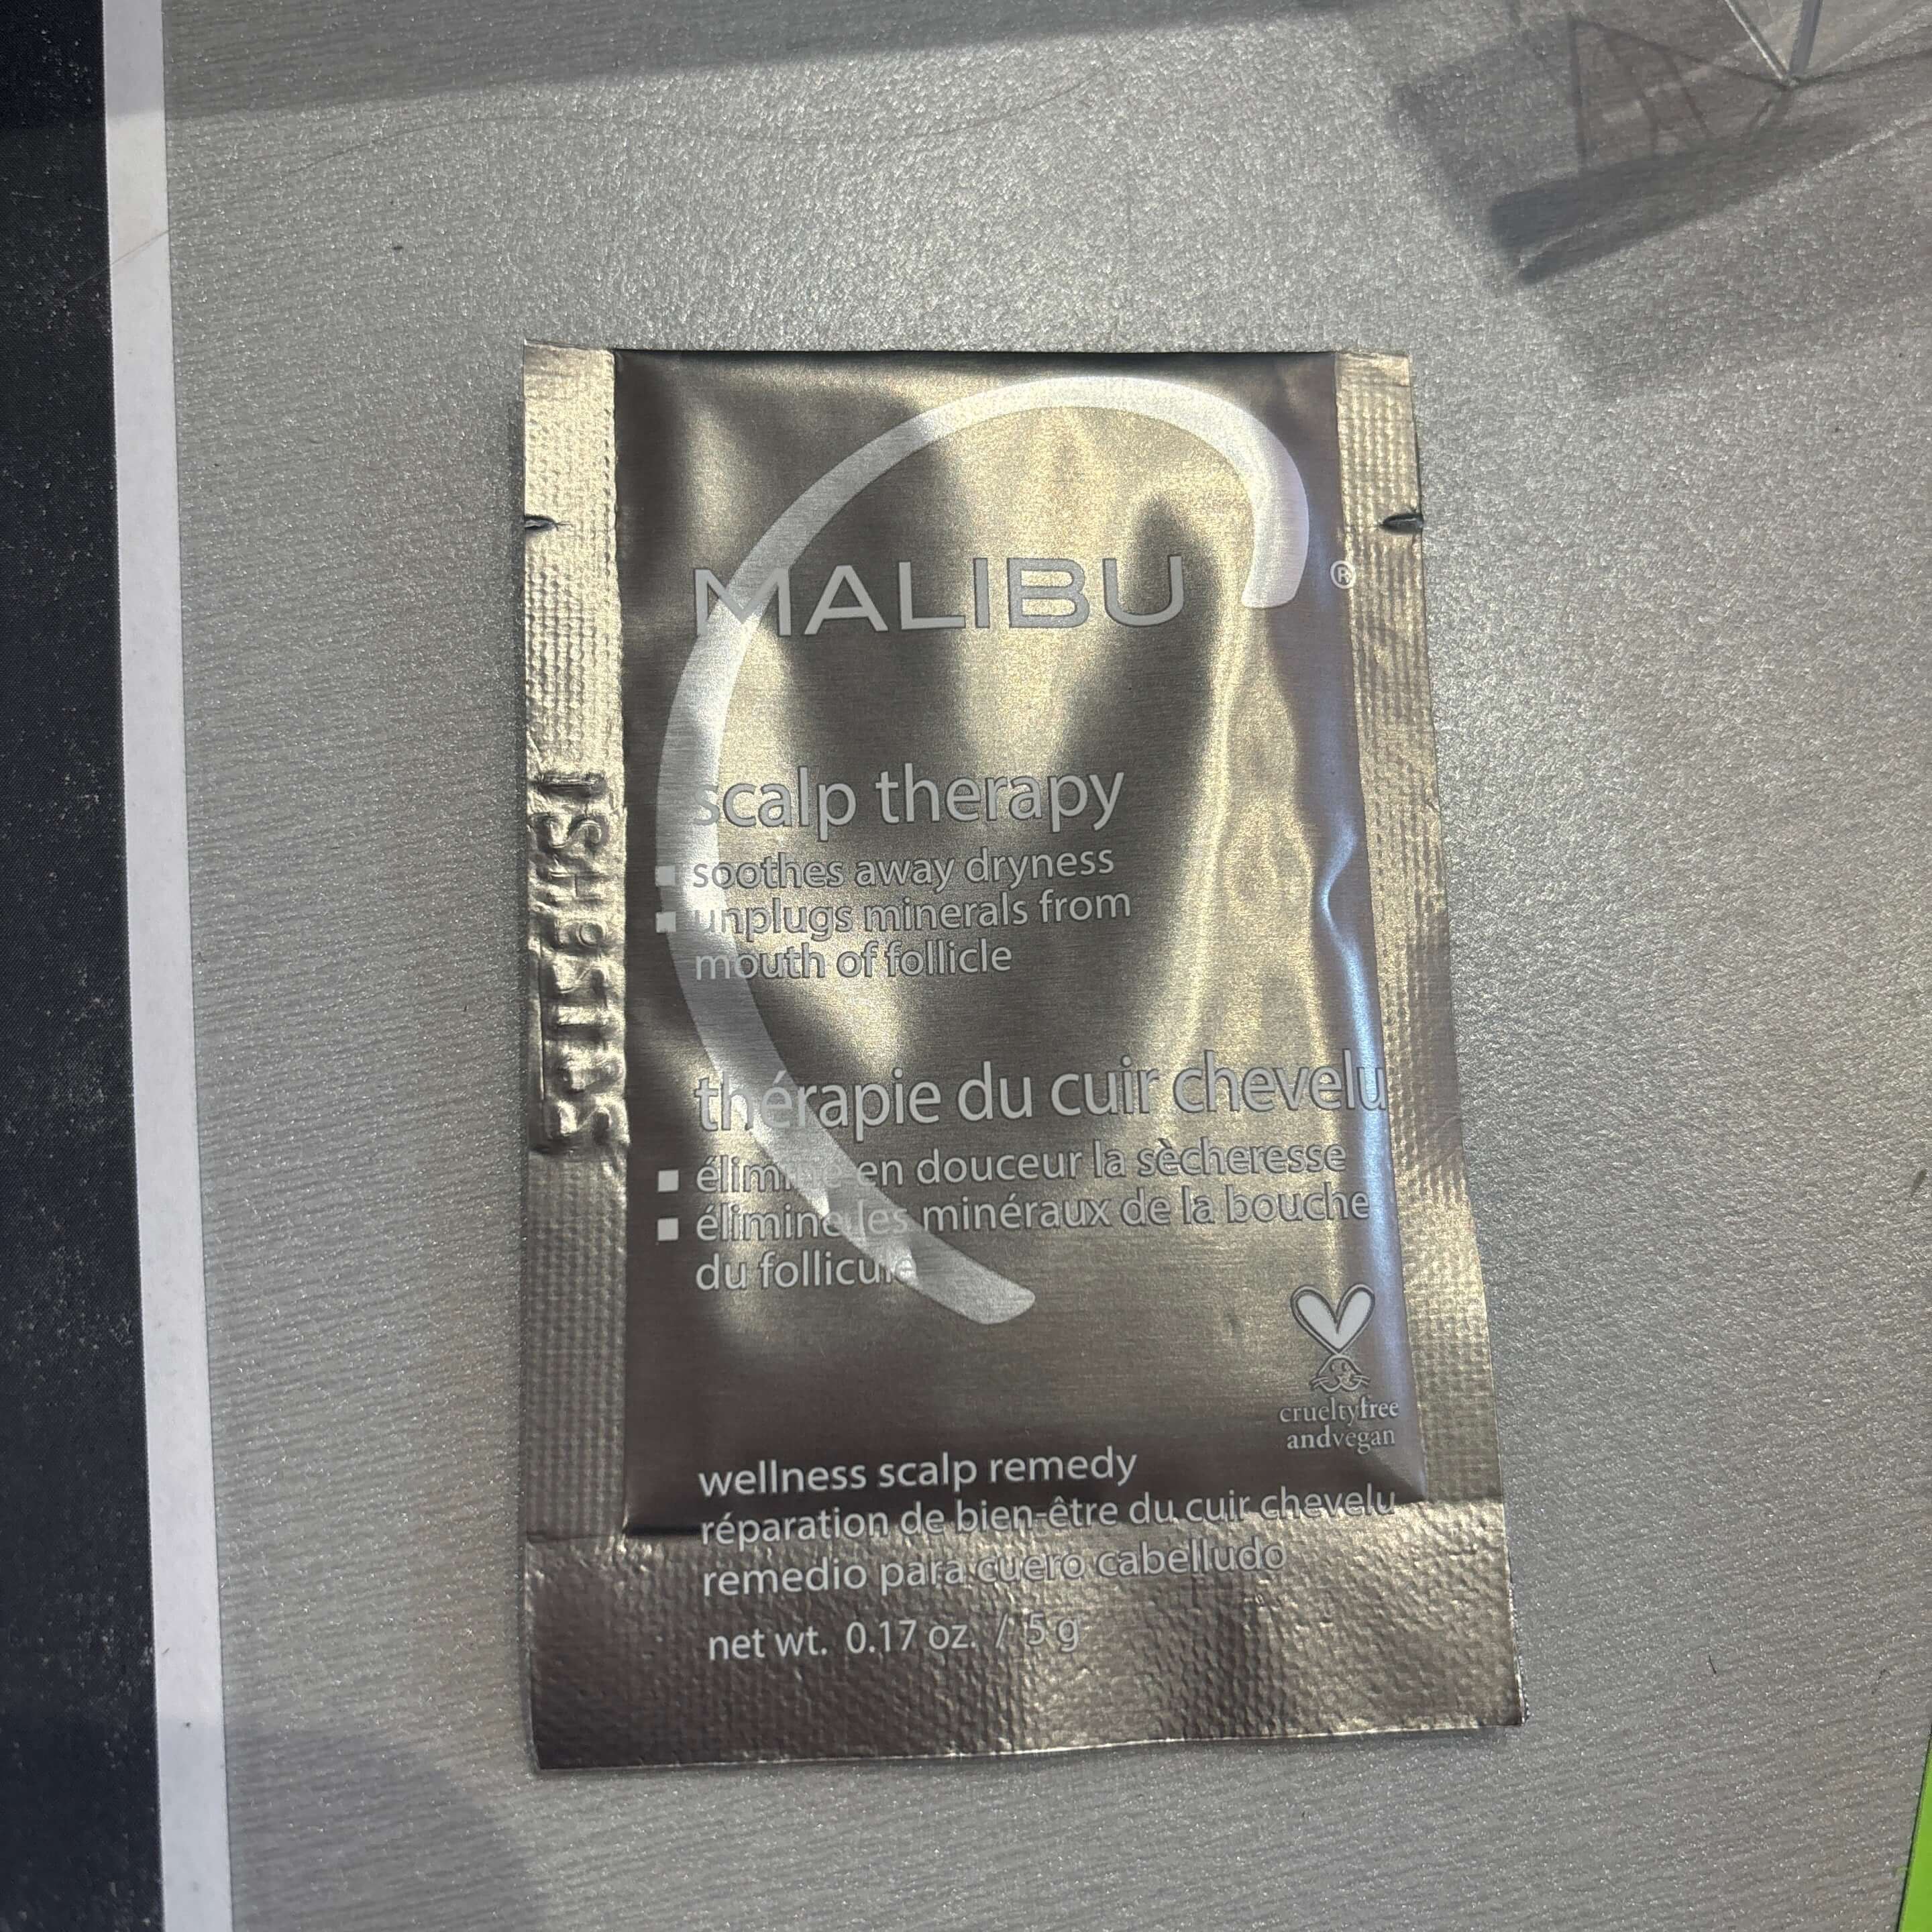 MALIBU ®
scalp therapy
▪ soothes away dryness
▪ unplugs minerals from
mouth of follicle
thérapie du cuir chevelu
▪ élimine en douceur la sècheresse
▪ élimine les minéraux de la bouche
du follicule
crueltyfree
andvegan
wellness scalp remedy
réparation de bien-être du cuir chevelu
remedio para cuero cabelludo
net wt. 0.17 oz. / 5 g